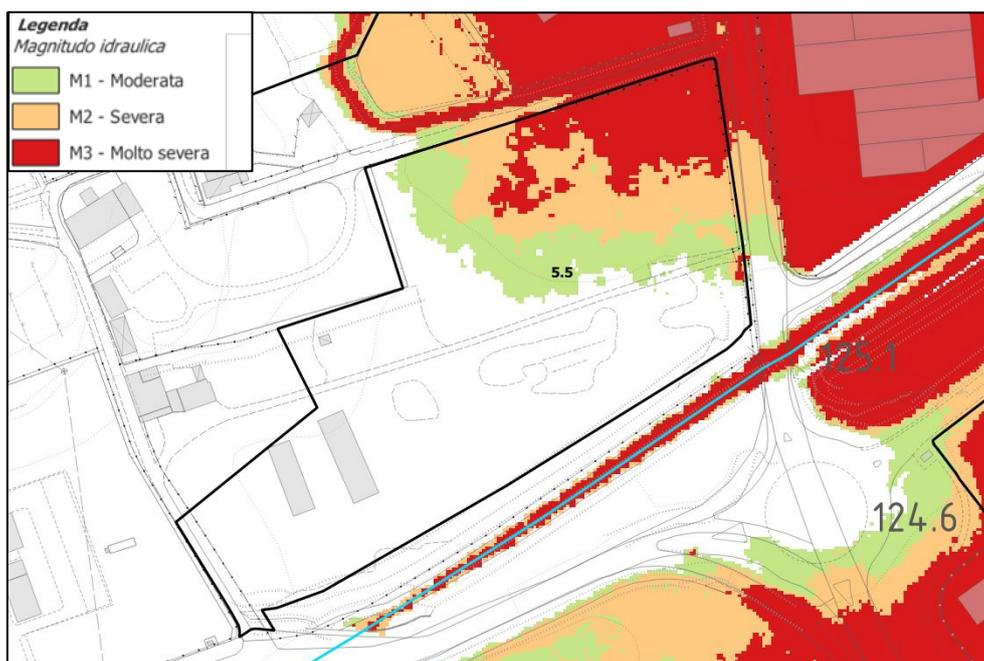 Legenda
Magnitudo idraulica
M1 - Moderata
M2 - Severa
M3 - Molto severa
5.5
125.1
124.6